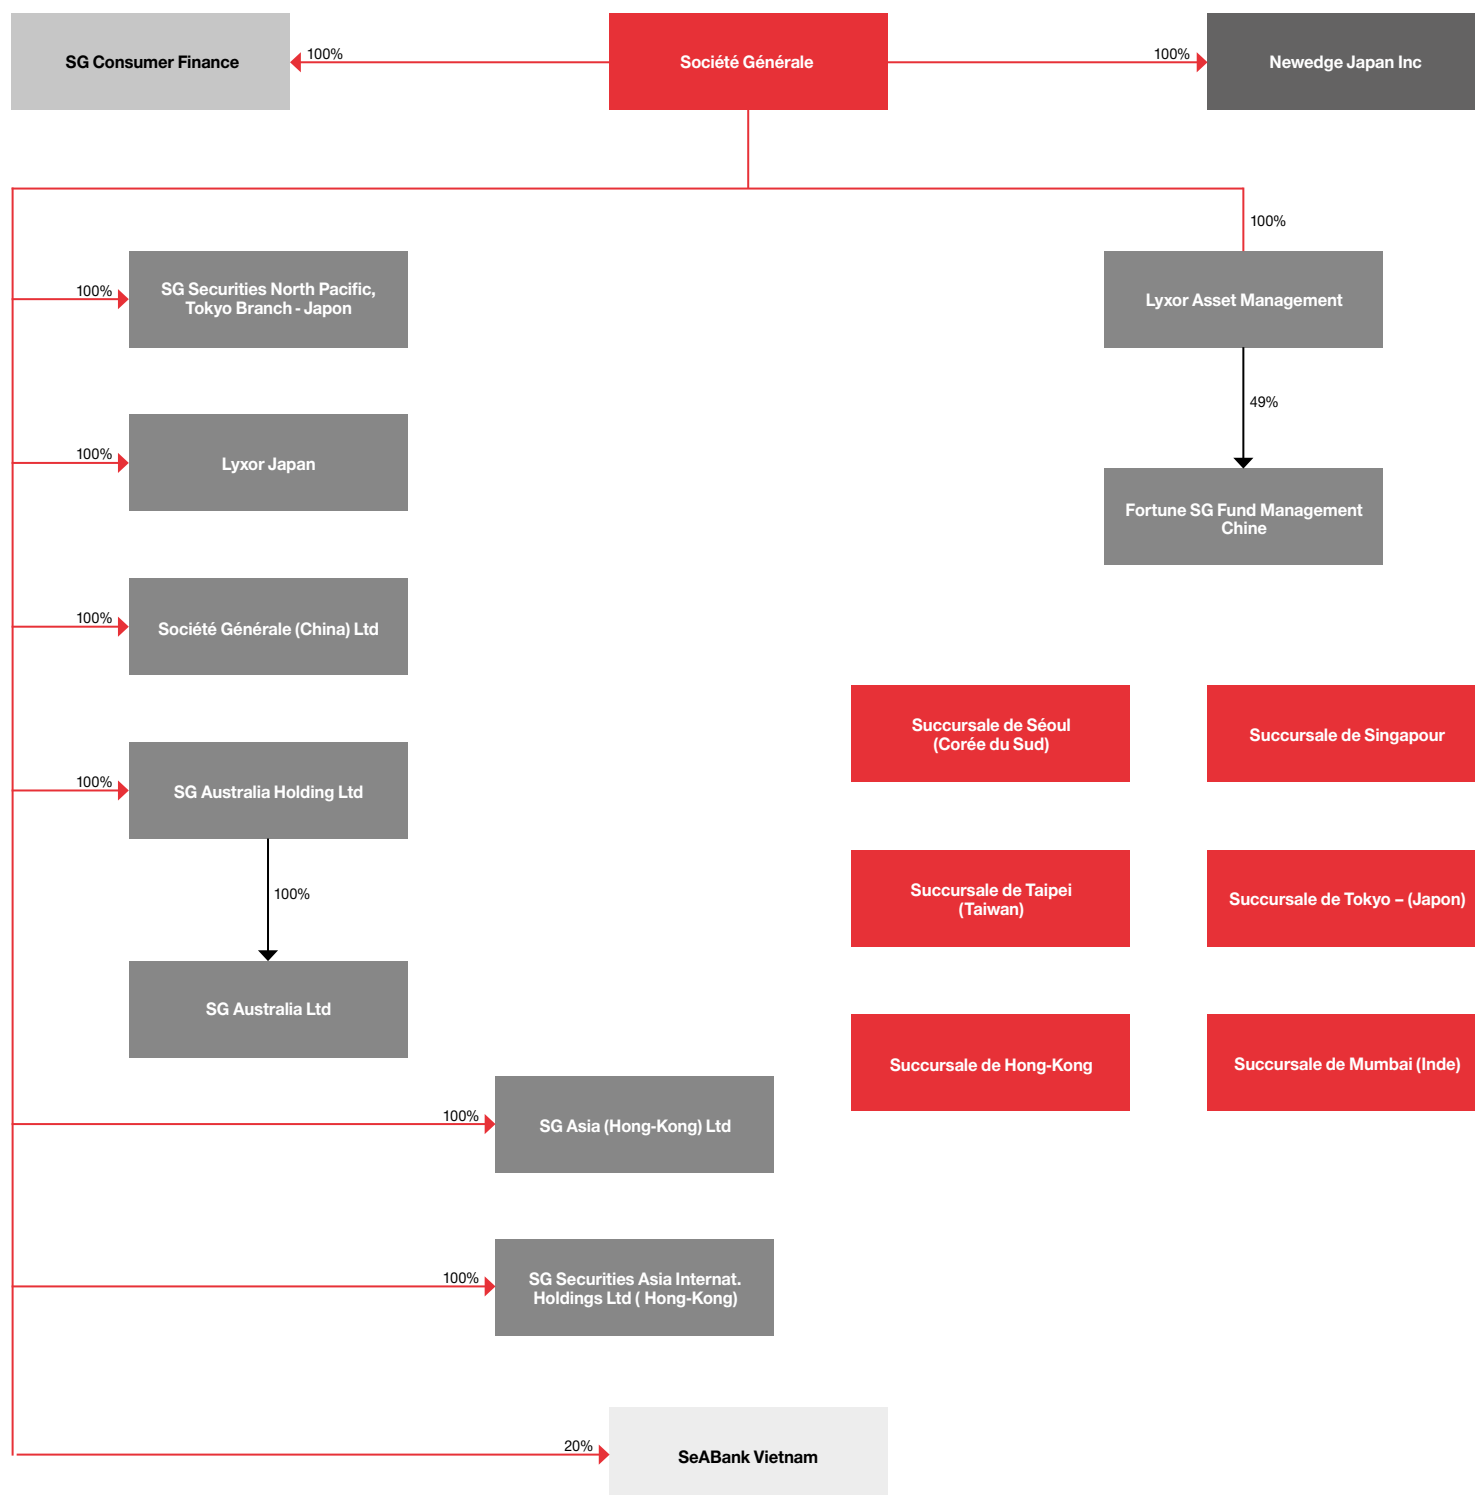 SG Consumer Finance
100%
Société Générale
100%
Newedge Japan Inc
100%
100%
SG Securities North Pacific,
Tokyo Branch - Japon
Lyxor Asset Management
49%
100%
Lyxor Japan
Fortune SG Fund Management
Chine
100%
Société Générale (China) Ltd
Succursale de Séoul
(Corée du Sud)
Succursale de Singapour
100%
SG Australia Holding Ltd
100%
Succursale de Taipei
(Taiwan)
Succursale de Tokyo – (Japon)
SG Australia Ltd
Succursale de Hong-Kong
Succursale de Mumbai (Inde)
100%
SG Asia (Hong-Kong) Ltd
100%
SG Securities Asia Internat.
Holdings Ltd ( Hong-Kong)
20%
SeABank Vietnam